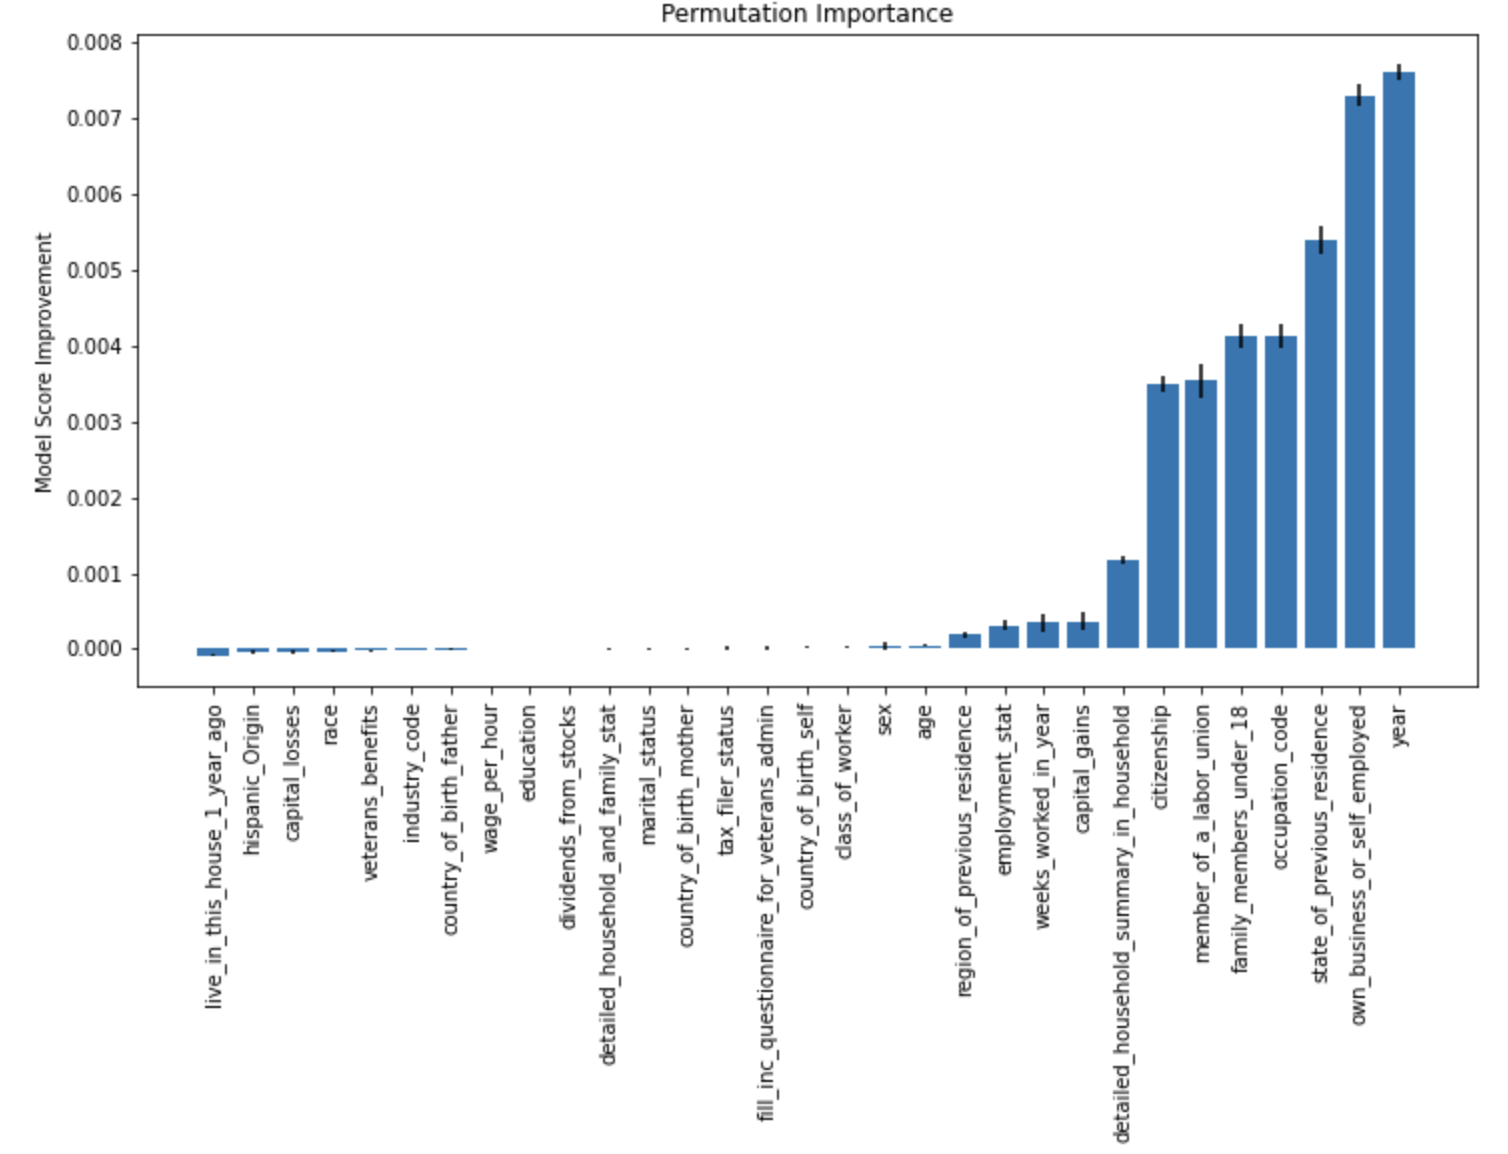 Permutation Importance
Model Score Improvement
0.008
0.007
0.006
0.005
0.004
0.003
0.002
0.001
0.000
live_in_this_house_1_year_ago
hispanic_Origin
capital_losses
race
veterans_benefits
industry_code
country_of_birth_father
wage_per_hour
education
dividends_from_stocks
detailed_household_and_family_stat
marital_status
country_of_birth_mother
tax_filer_status
fill_inc_questionnaire_for_veterans_admin
country_of_birth_self
class_of_worker
sex
age
region_of_previous_residence
employment_stat
weeks_worked_in_year
capital_gains
detailed_household_summary_in_household
citizenship
member_of_a_labor_union
family_members_under_18
occupation_code
state_of_previous_residence
own_business_or_self_employed
year